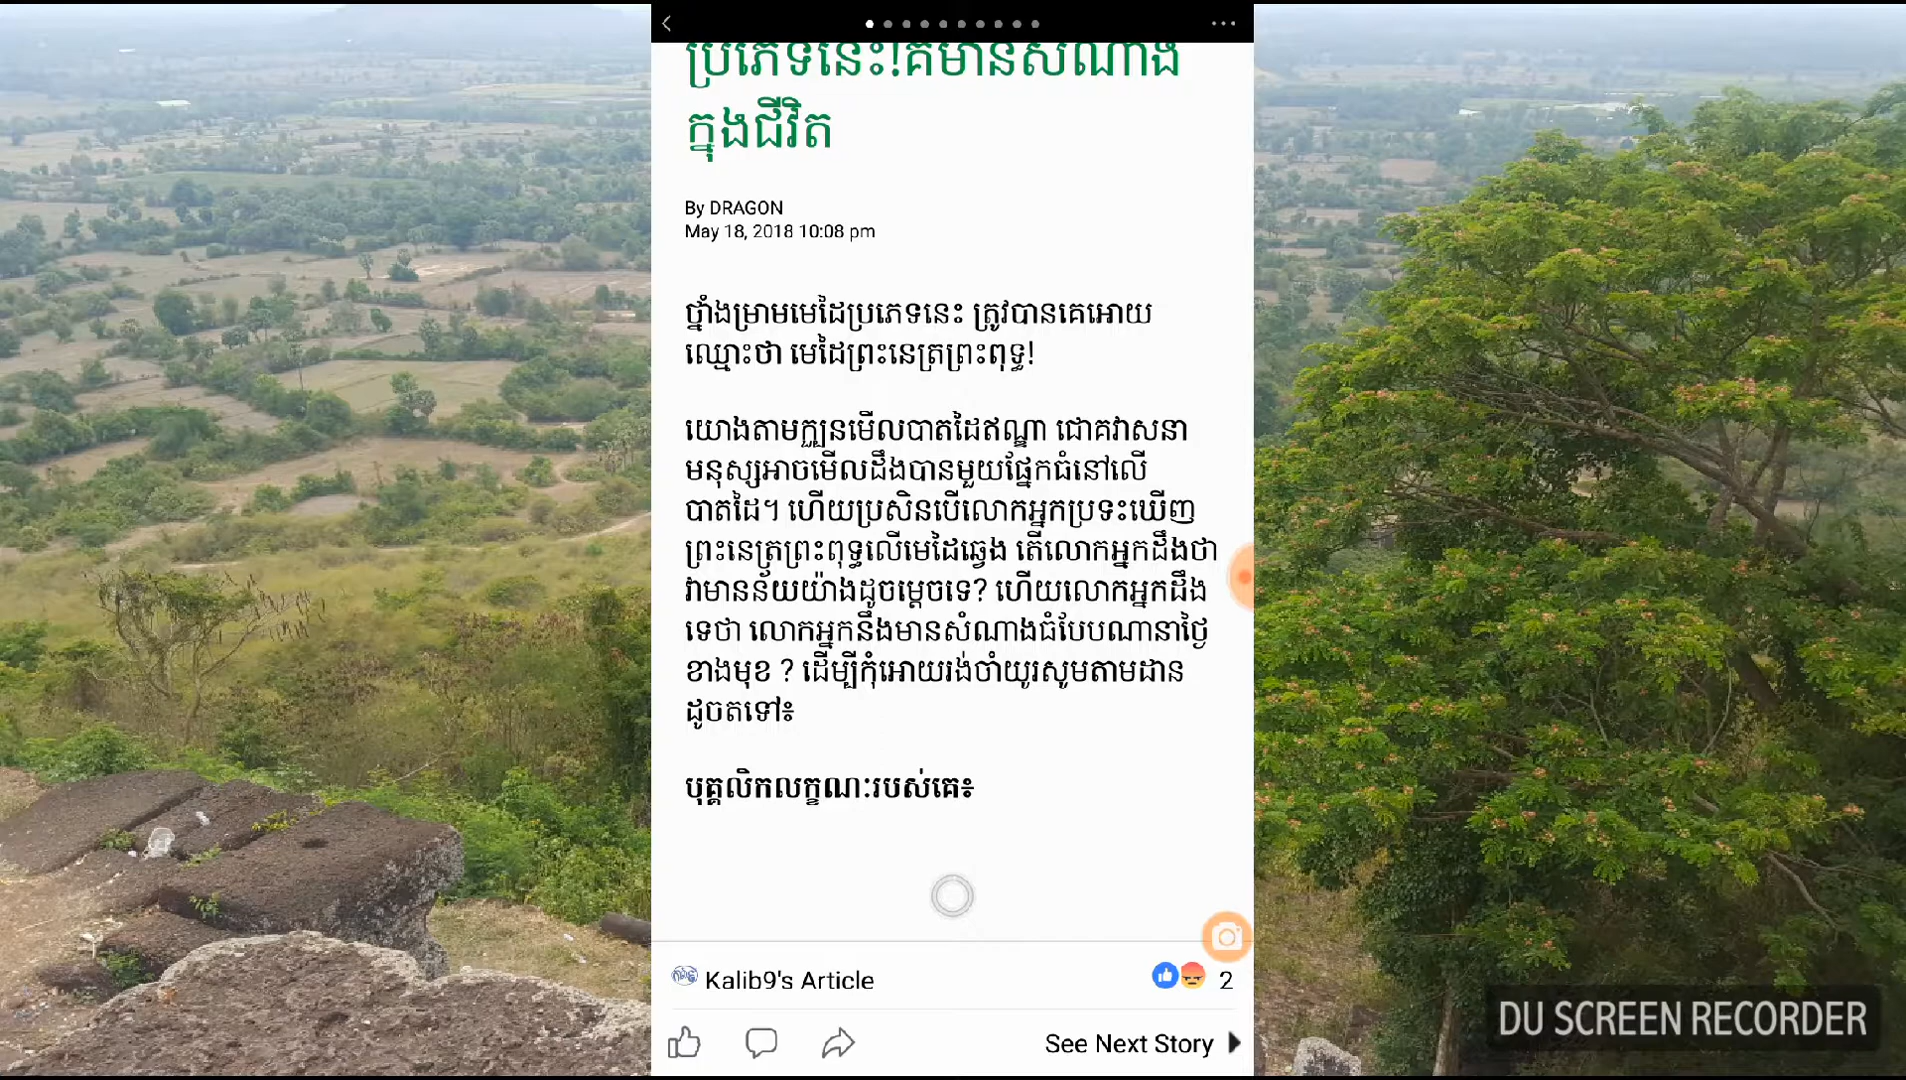 ប្រភេទនេះ!គឺមានសំណាង
ក្នុងជីវិត
By DRAGON
May 18, 2018 10:08 pm
ថ្នាំងម្រាមមេដៃប្រភេទនេះ ត្រូវបានគេអោយ
ឈ្មោះថា មេដៃព្រះនេត្រព្រះពុទ្ធ!
យោងតាមក្បួនមើលបាតដៃឥណ្ឌា ជោគវាសនា
មនុស្សអាចមើលដឹងបានមួយផ្នែកធំនៅលើ
បាតដៃ។ ហើយប្រសិនបើលោកអ្នកប្រទះឃើញ
ព្រះនេត្រព្រះពុទ្ធលើមេដៃឆ្វេង តើលោកអ្នកដឹងថា
វាមានន័យយ៉ាងដូចម្តេចទេ? ហើយលោកអ្នកដឹង
ទេថា លោកអ្នកនឹងមានសំណាងធំបែបណានាថ្ងៃ
ខាងមុខ ? ដើម្បីកុំអោយរង់ចាំយូរសូមតាមដាន
ដូចតទៅ៖
បុគ្គលិកលក្ខណៈរបស់គេ៖
Kalib9's Article
2
See Next Story
DU SCREEN RECORDER